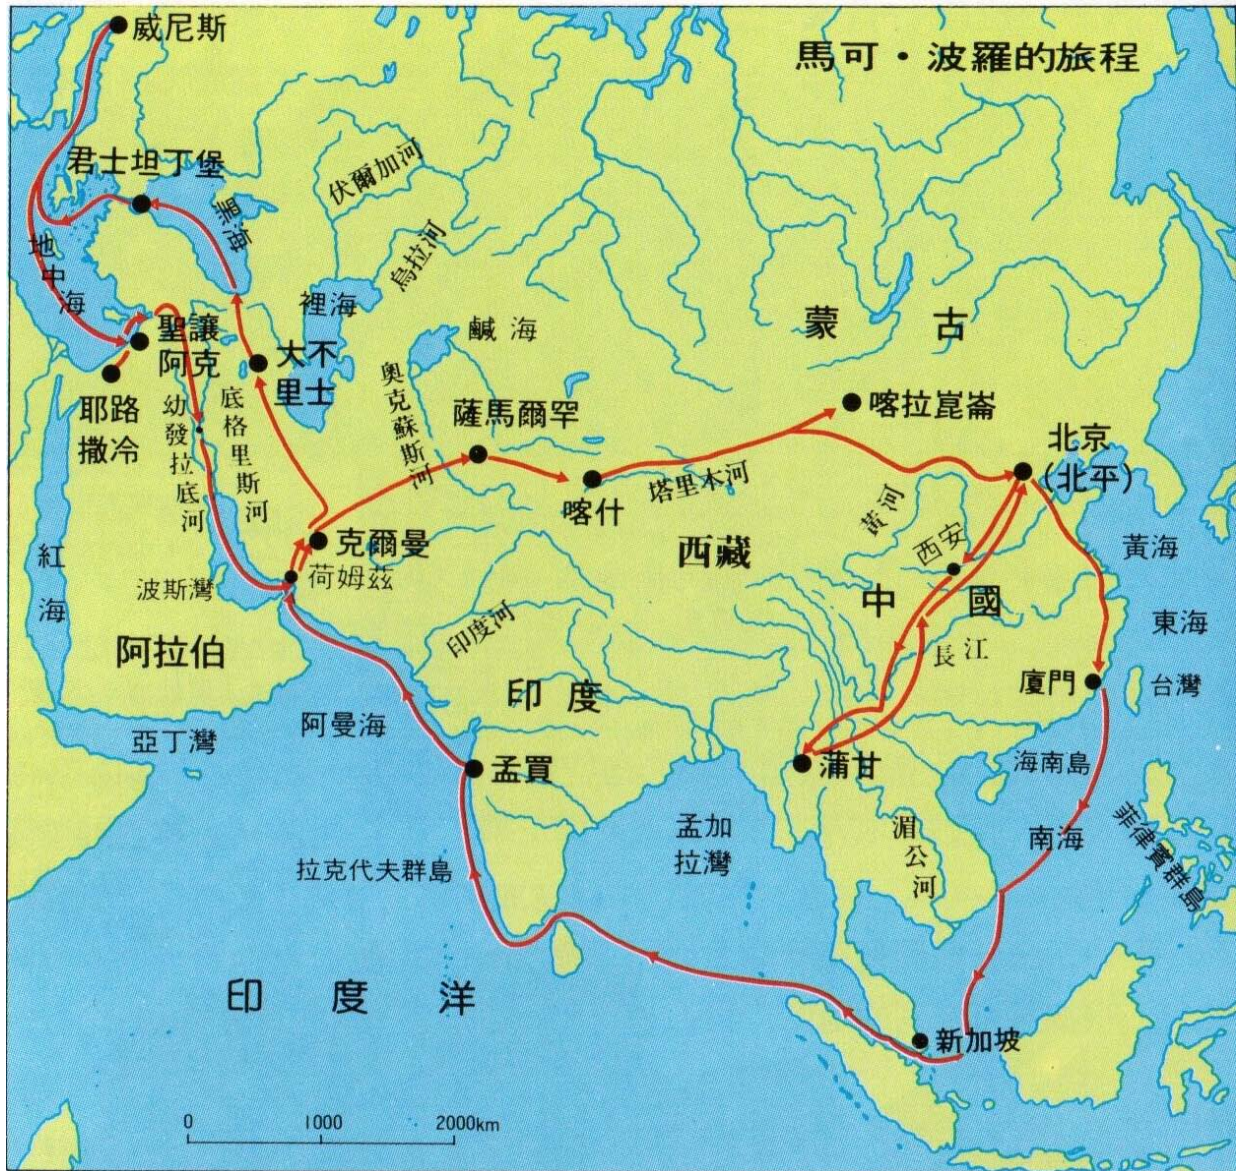 馬可・波羅的旅程
威尼斯
君士坦丁堡
黑海
伏爾加河
烏拉河
地中海
裡海
鹹海
蒙古
聖讓
阿克
大不
里士
耶路
撒冷
幼發拉底河
底格里斯河
奧克蘇斯河
薩馬爾罕
喀什
塔里木河
喀拉崑崙
北京
(北平)
克爾曼
荷姆茲
西藏
黃河
西安
中國
長江
黃海
東海
台灣
廈門
紅海
波斯灣
阿拉伯
印度河
印度
亞丁灣
阿曼海
孟買
蒲甘
海南島
南海
菲律賓群島
孟加
拉灣
湄公河
拉克代夫群島
印度洋
新加坡
0
1000
2000km